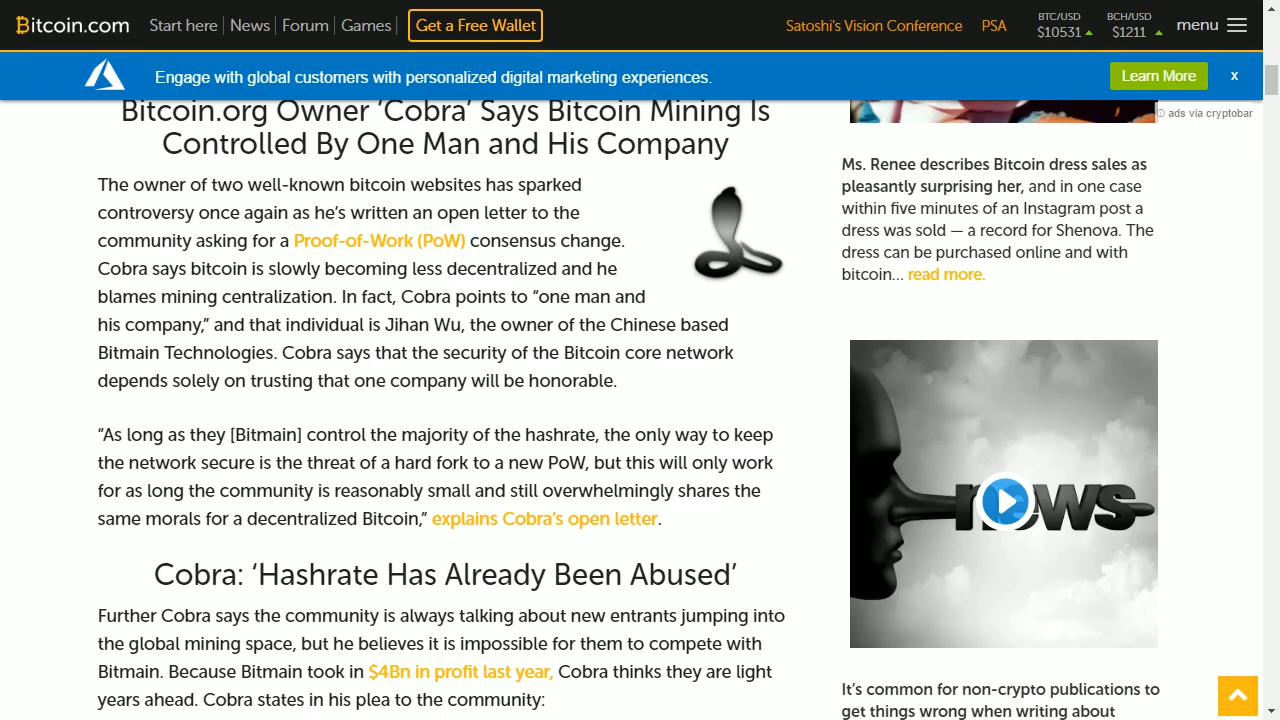 Bitcoin.com
Start here
News
Forum
Games
Get a Free Wallet
Satoshi's Vision Conference
PSA
BTC/USD
$10531
BCH/USD
$1211
menu
Engage with global customers with personalized digital marketing experiences.
Learn More
x
Bitcoin.org Owner ‘Cobra’ Says Bitcoin Mining Is
Controlled By One Man and His Company
The owner of two well-known bitcoin websites has sparked
controversy once again as he’s written an open letter to the
community asking for a Proof-of-Work (PoW) consensus change.
Cobra says bitcoin is slowly becoming less decentralized and he
blames mining centralization. In fact, Cobra points to “one man and
his company,” and that individual is Jihan Wu, the owner of the Chinese based
Bitmain Technologies. Cobra says that the security of the Bitcoin core network
depends solely on trusting that one company will be honorable.
“As long as they [Bitmain] control the majority of the hashrate, the only way to keep
the network secure is the threat of a hard fork to a new PoW, but this will only work
for as long the community is reasonably small and still overwhelmingly shares the
same morals for a decentralized Bitcoin,” explains Cobra’s open letter.
Cobra: ‘Hashrate Has Already Been Abused’
Further Cobra says the community is always talking about new entrants jumping into
the global mining space, but he believes it is impossible for them to compete with
Bitmain. Because Bitmain took in $4Bn in profit last year, Cobra thinks they are light
years ahead. Cobra states in his plea to the community:
ads via cryptobar
Ms. Renee describes Bitcoin dress sales as
pleasantly surprising her, and in one case
within five minutes of an Instagram post a
dress was sold — a record for Shenova. The
dress can be purchased online and with
bitcoin... read more.
news
It’s common for non-crypto publications to
get things wrong when writing about